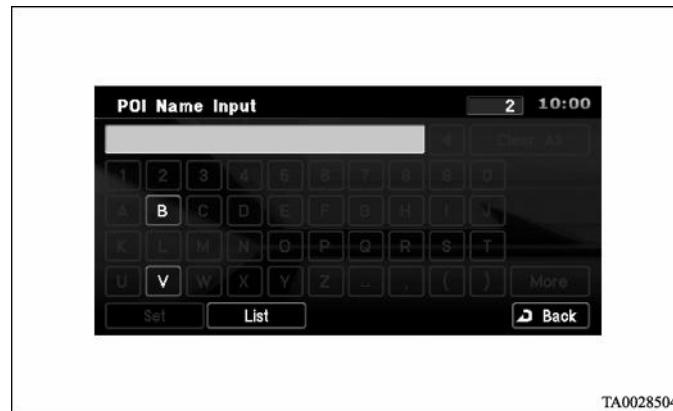 POI Name Input 2 10:00
Clear All
1 2 3 4 5 6 7 8 9 0
A B C D E F G H I J
K L M N O P Q R S T
U V W X Y Z ␣ , ( ) More
Set List Back
TA0028504